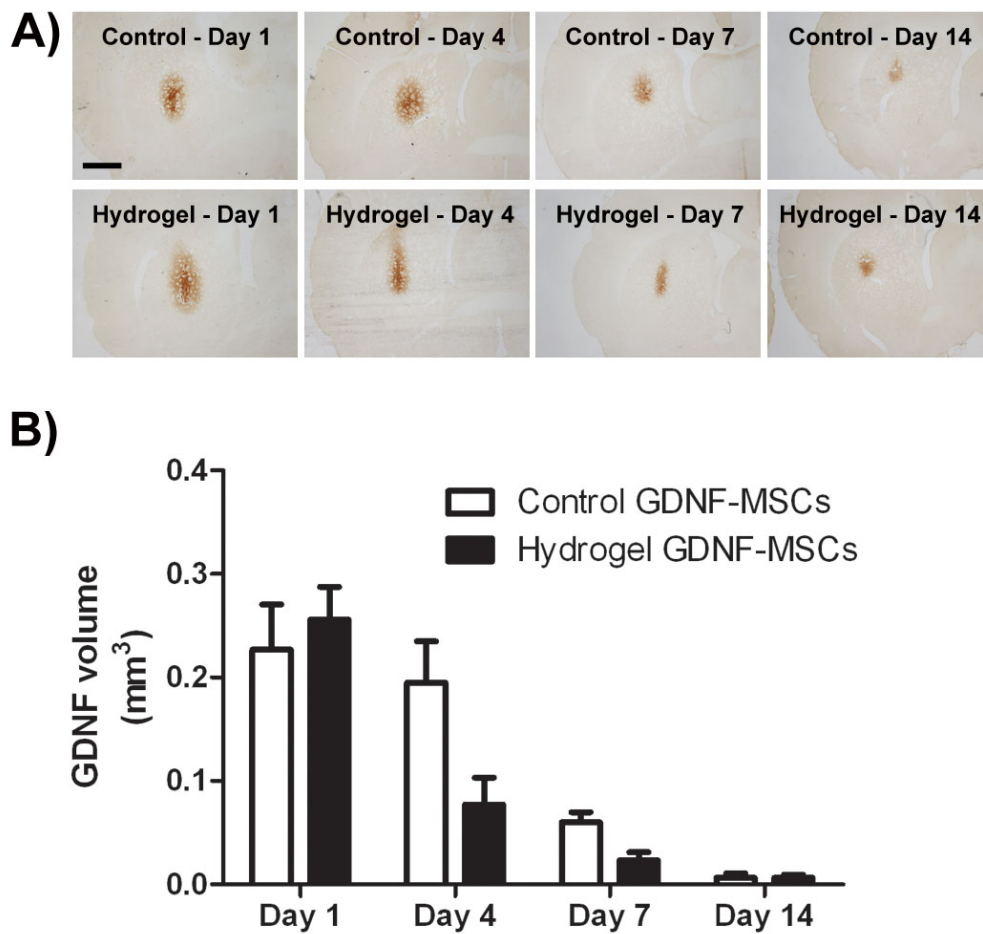 A)
Control - Day 1
Control - Day 4
Control - Day 7
Control - Day 14
Hydrogel - Day 1
Hydrogel - Day 4
Hydrogel - Day 7
Hydrogel - Day 14
B)
GDNF volume
(mm³)
0.4
0.3
0.2
0.1
0.0
Control GDNF-MSCs
Hydrogel GDNF-MSCs
Day 1
Day 4
Day 7
Day 14